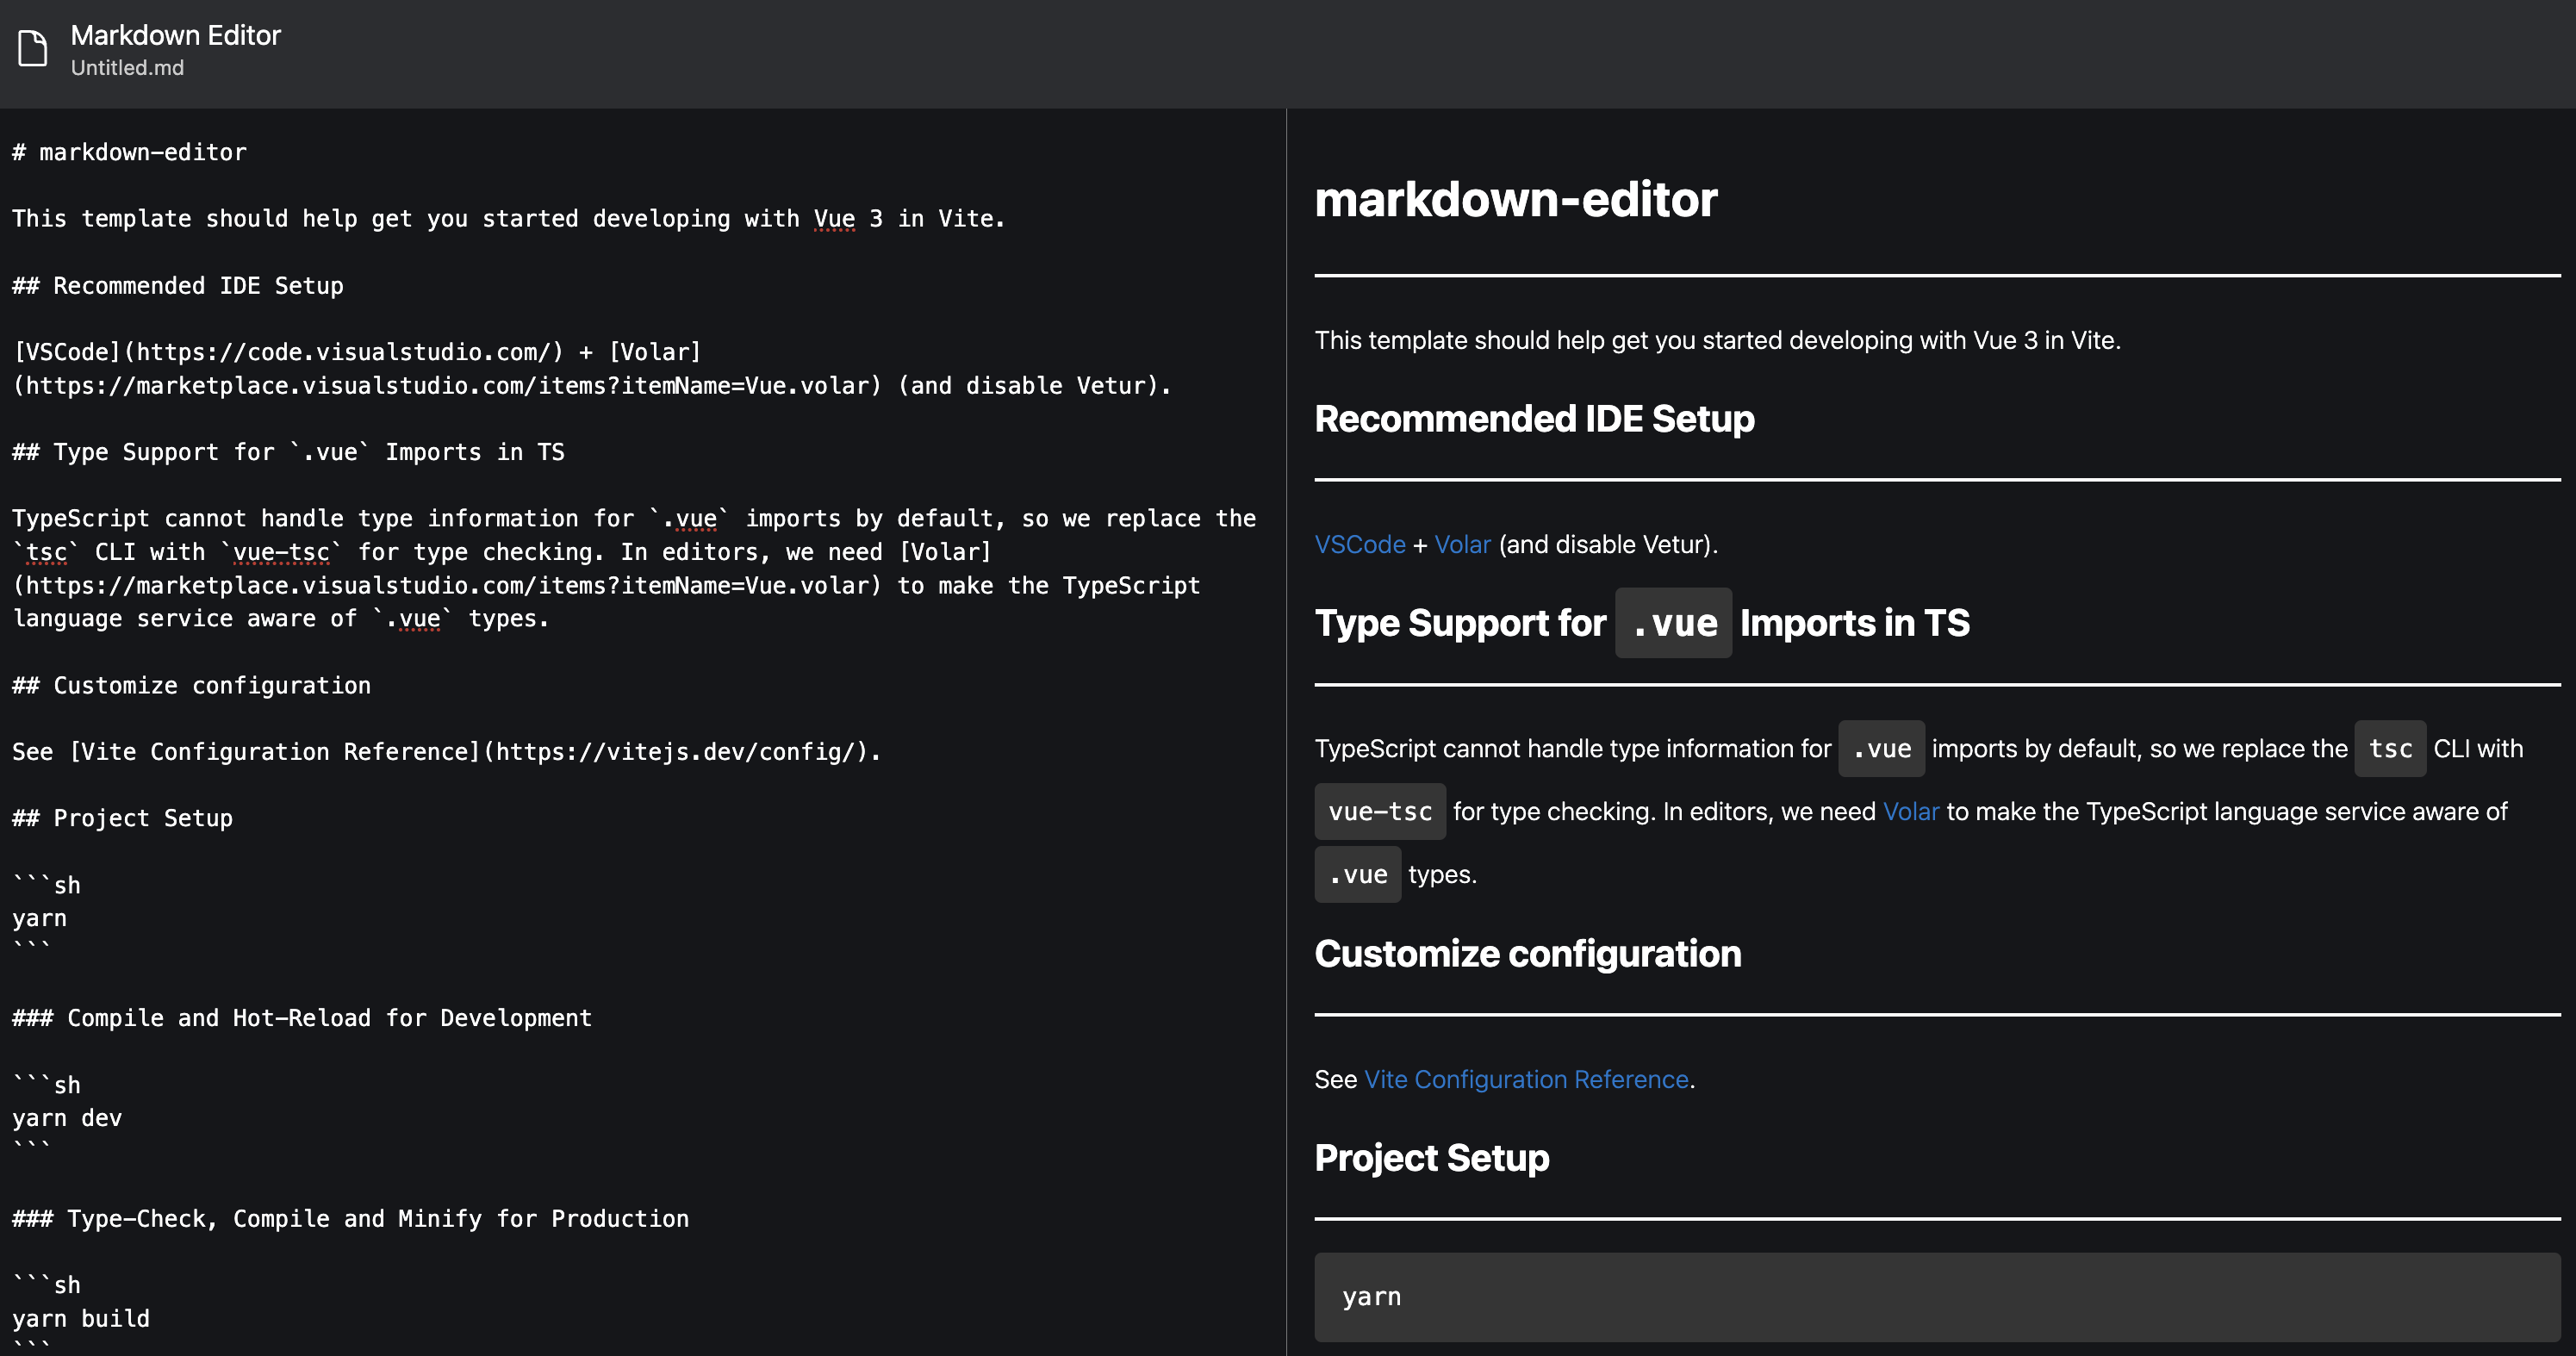 Markdown Editor
Untitled.md
# markdown-editor
This template should help get you started developing with Vue 3 in Vite.
## Recommended IDE Setup
[VSCode](https://code.visualstudio.com/) + [Volar]
(https://marketplace.visualstudio.com/items?itemName=Vue.volar) (and disable Vetur).
## Type Support for `.vue` Imports in TS
TypeScript cannot handle type information for `.vue` imports by default, so we replace the
`tsc` CLI with `vue-tsc` for type checking. In editors, we need [Volar]
(https://marketplace.visualstudio.com/items?itemName=Vue.volar) to make the TypeScript
language service aware of `.vue` types.
## Customize configuration
See [Vite Configuration Reference](https://vitejs.dev/config/).
## Project Setup
```sh
yarn
```
### Compile and Hot-Reload for Development
```sh
yarn dev
```
### Type-Check, Compile and Minify for Production
```sh
yarn build
```
markdown-editor
This template should help get you started developing with Vue 3 in Vite.
Recommended IDE Setup
VSCode + Volar (and disable Vetur).
Type Support for .vue Imports in TS
TypeScript cannot handle type information for .vue imports by default, so we replace the tsc CLI with
vue-tsc for type checking. In editors, we need Volar to make the TypeScript language service aware of
.vue types.
Customize configuration
See Vite Configuration Reference.
Project Setup
yarn